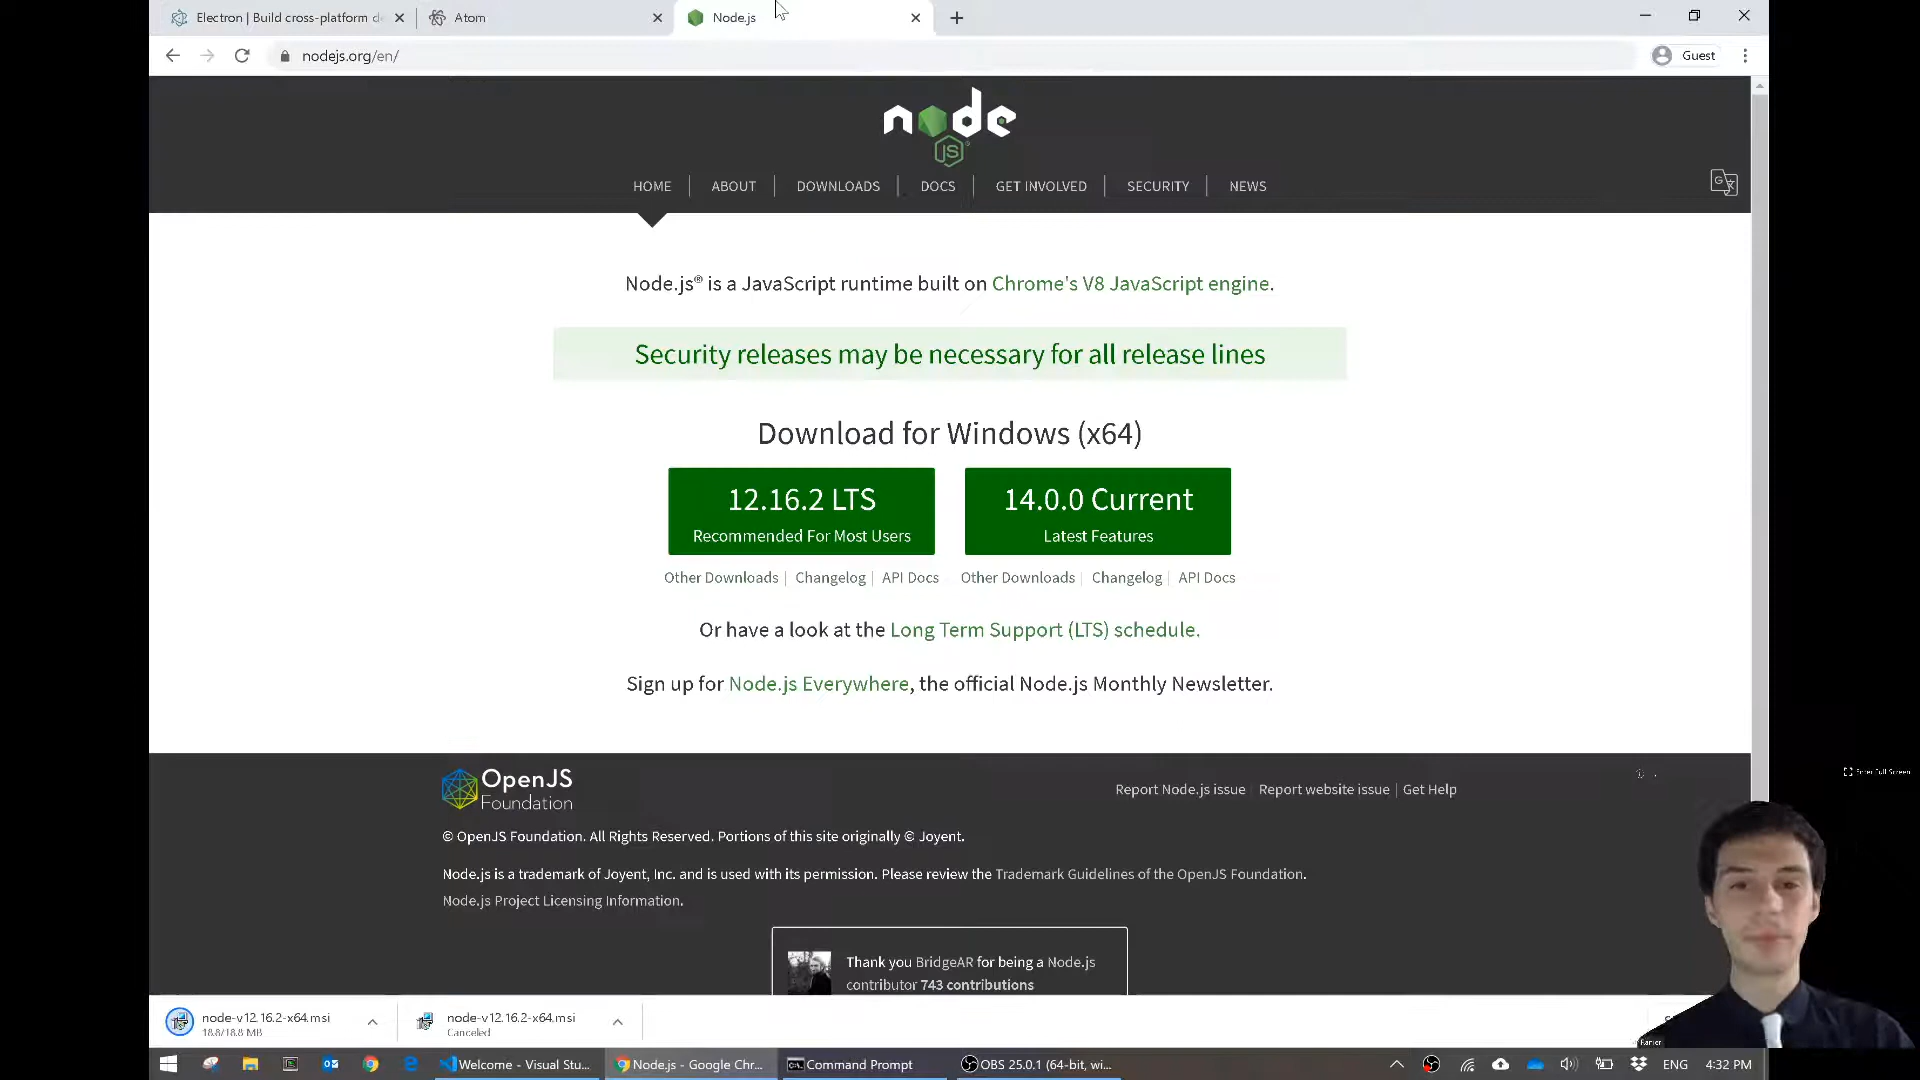 Electron | Build cross-platform de
Atom
Node.js
nodejs.org/en/
Guest
node
JS
HOME
ABOUT
DOWNLOADS
DOCS
GET INVOLVED
SECURITY
NEWS
Node.js® is a JavaScript runtime built on Chrome's V8 JavaScript engine.
Security releases may be necessary for all release lines
Download for Windows (x64)
12.16.2 LTS
Recommended For Most Users
14.0.0 Current
Latest Features
Other Downloads | Changelog | API Docs
Other Downloads | Changelog | API Docs
Or have a look at the Long Term Support (LTS) schedule.
Sign up for Node.js Everywhere, the official Node.js Monthly Newsletter.
OpenJS
Foundation
Report Node.js issue | Report website issue | Get Help
© OpenJS Foundation. All Rights Reserved. Portions of this site originally © Joyent.
Node.js is a trademark of Joyent, Inc. and is used with its permission. Please review the Trademark Guidelines of the OpenJS Foundation.
Node.js Project Licensing Information.
Enter Full Screen
Thank you BridgeAR for being a Node.js
contributor 743 contributions
node-v12.16.2-x64.msi
18.8/18.8 MB
node-v12.16.2-x64.msi
Canceled
Welcome - Visual Stu...
Node.js - Google Chr...
Command Prompt
OBS 25.0.1 (64-bit, wi...
ENG
4:32 PM